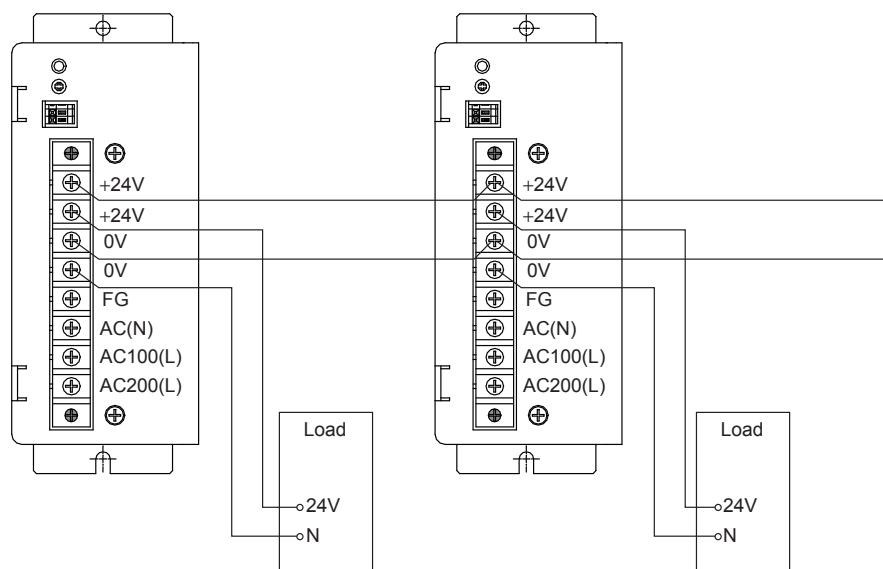 +24V
+24V
0V
0V
FG
AC(N)
AC100(L)
AC200(L)
Load
24V
N
+24V
+24V
0V
0V
FG
AC(N)
AC100(L)
AC200(L)
Load
24V
N